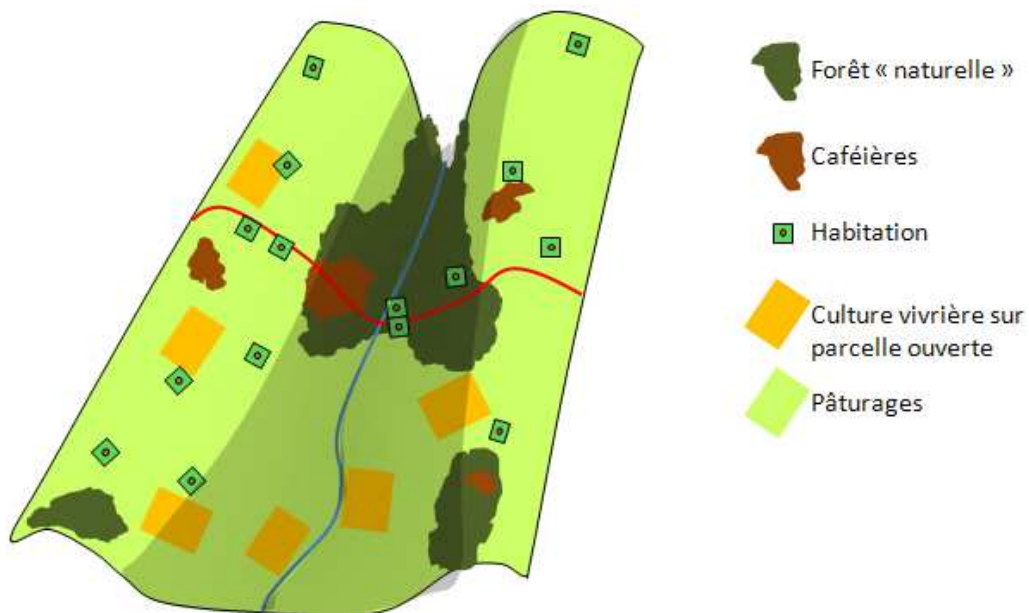 Forêt « naturelle »
Caféières
Habitation
Culture vivrière sur
parcelle ouverte
Pâturages